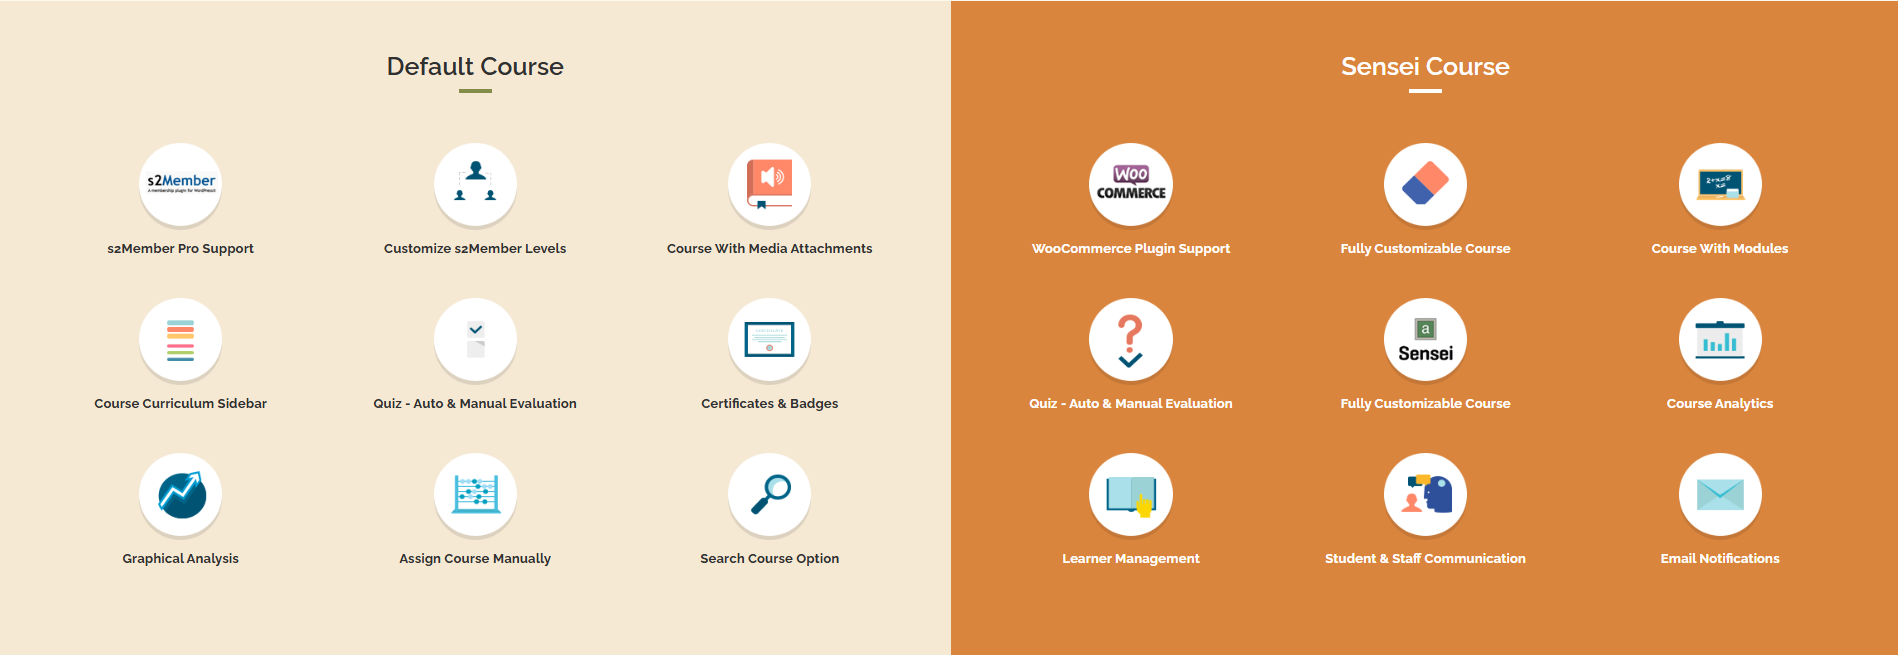 Default Course
s2Member
A membership plugin for WordPress®
s2Member Pro Support
Customize s2Member Levels
Course With Media Attachments
Course Curriculum Sidebar
Quiz - Auto & Manual Evaluation
CERTIFICATE
Certificates & Badges
Graphical Analysis
Assign Course Manually
Search Course Option
Sensei Course
WOO
COMMERCE
WooCommerce Plugin Support
Fully Customizable Course
2+x=8
x=
Course With Modules
Quiz - Auto & Manual Evaluation
a
Sensei
Fully Customizable Course
Course Analytics
Learner Management
Student & Staff Communication
Email Notifications